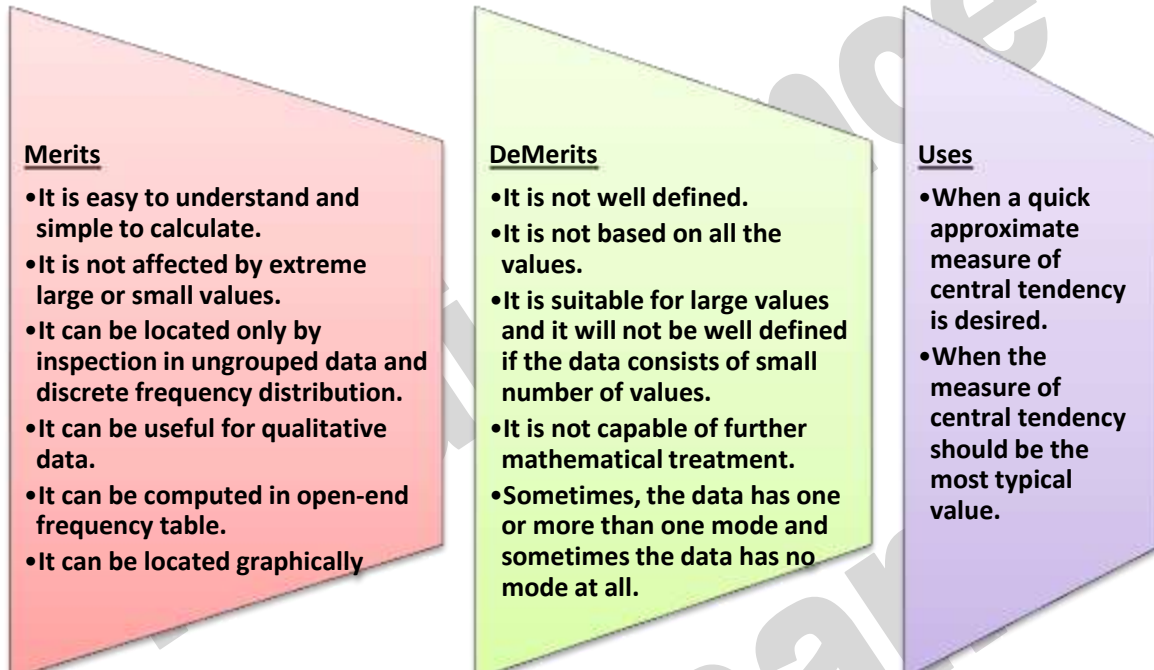 Merits
•It is easy to understand and
simple to calculate.
•It is not affected by extreme
large or small values.
•It can be located only by
inspection in ungrouped data and
discrete frequency distribution.
•It can be useful for qualitative
data.
•It can be computed in open-end
frequency table.
•It can be located graphically
DeMerits
•It is not well defined.
•It is not based on all the
values.
•It is suitable for large values
and it will not be well defined
if the data consists of small
number of values.
•It is not capable of further
mathematical treatment.
•Sometimes, the data has one
or more than one mode and
sometimes the data has no
mode at all.
Uses
•When a quick
approximate
measure of
central tendency
is desired.
•When the
measure of
central tendency
should be the
most typical
value.